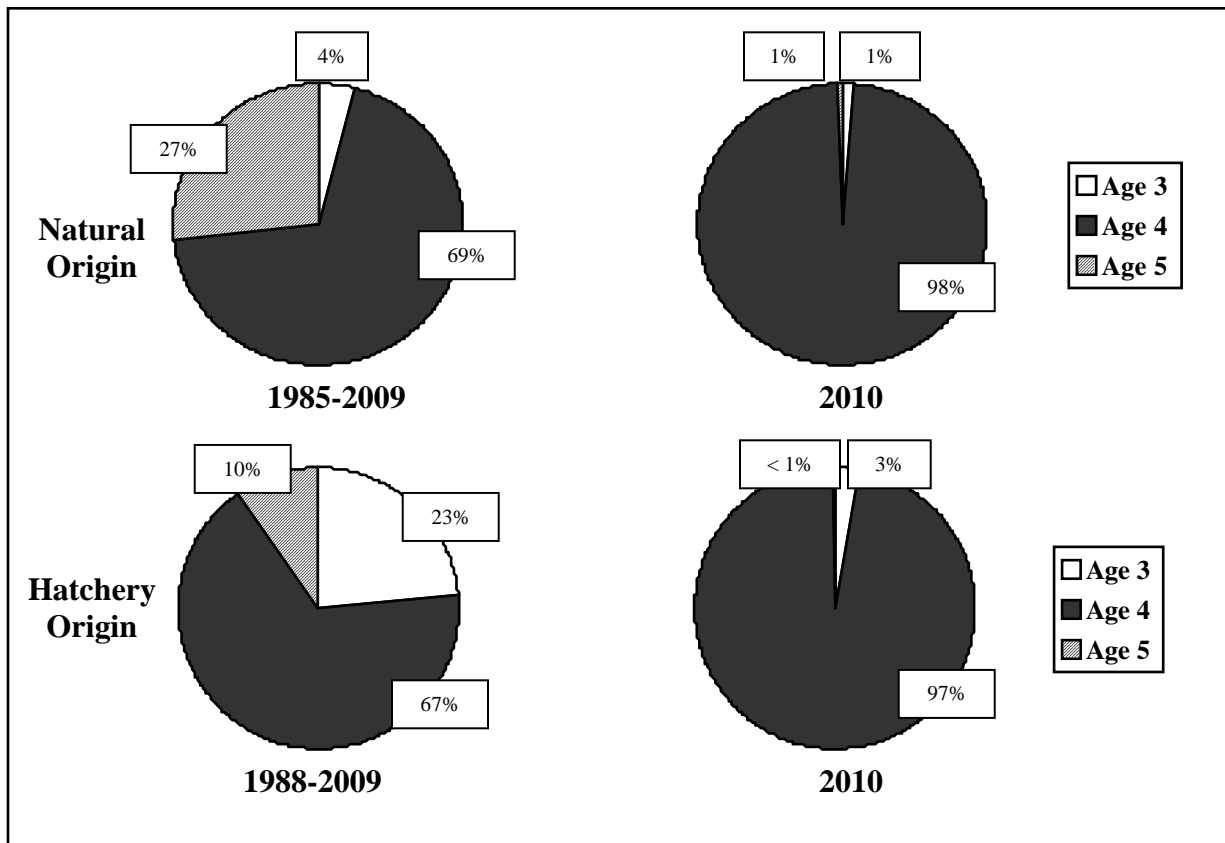 4%
27%
69%
Natural
Origin
1985-2009
1%
1%
98%
2010
Age 3
Age 4
Age 5
10%
23%
67%
Hatchery
Origin
1988-2009
< 1%
3%
97%
2010
Age 3
Age 4
Age 5